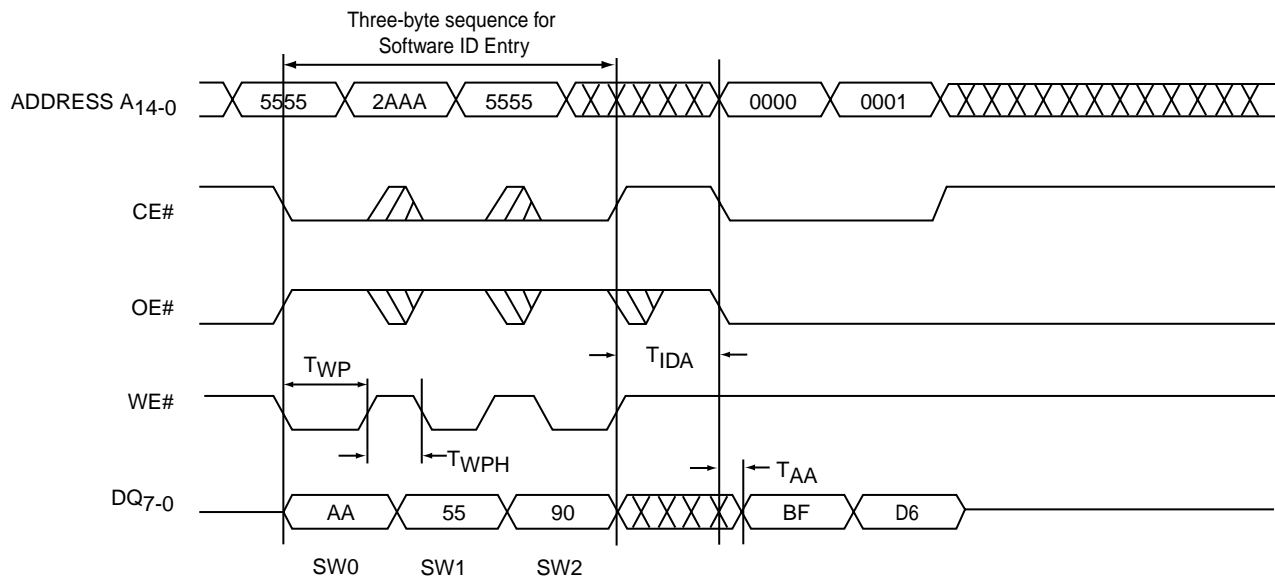 Three-byte sequence for
Software ID Entry
ADDRESS A14-0
5555 2AAA 5555 0000 0001
CE#
OE#
TWP
TIDA
WE#
TWPH
TAA
DQ7-0
AA 55 90 BF D6
SW0 SW1 SW2